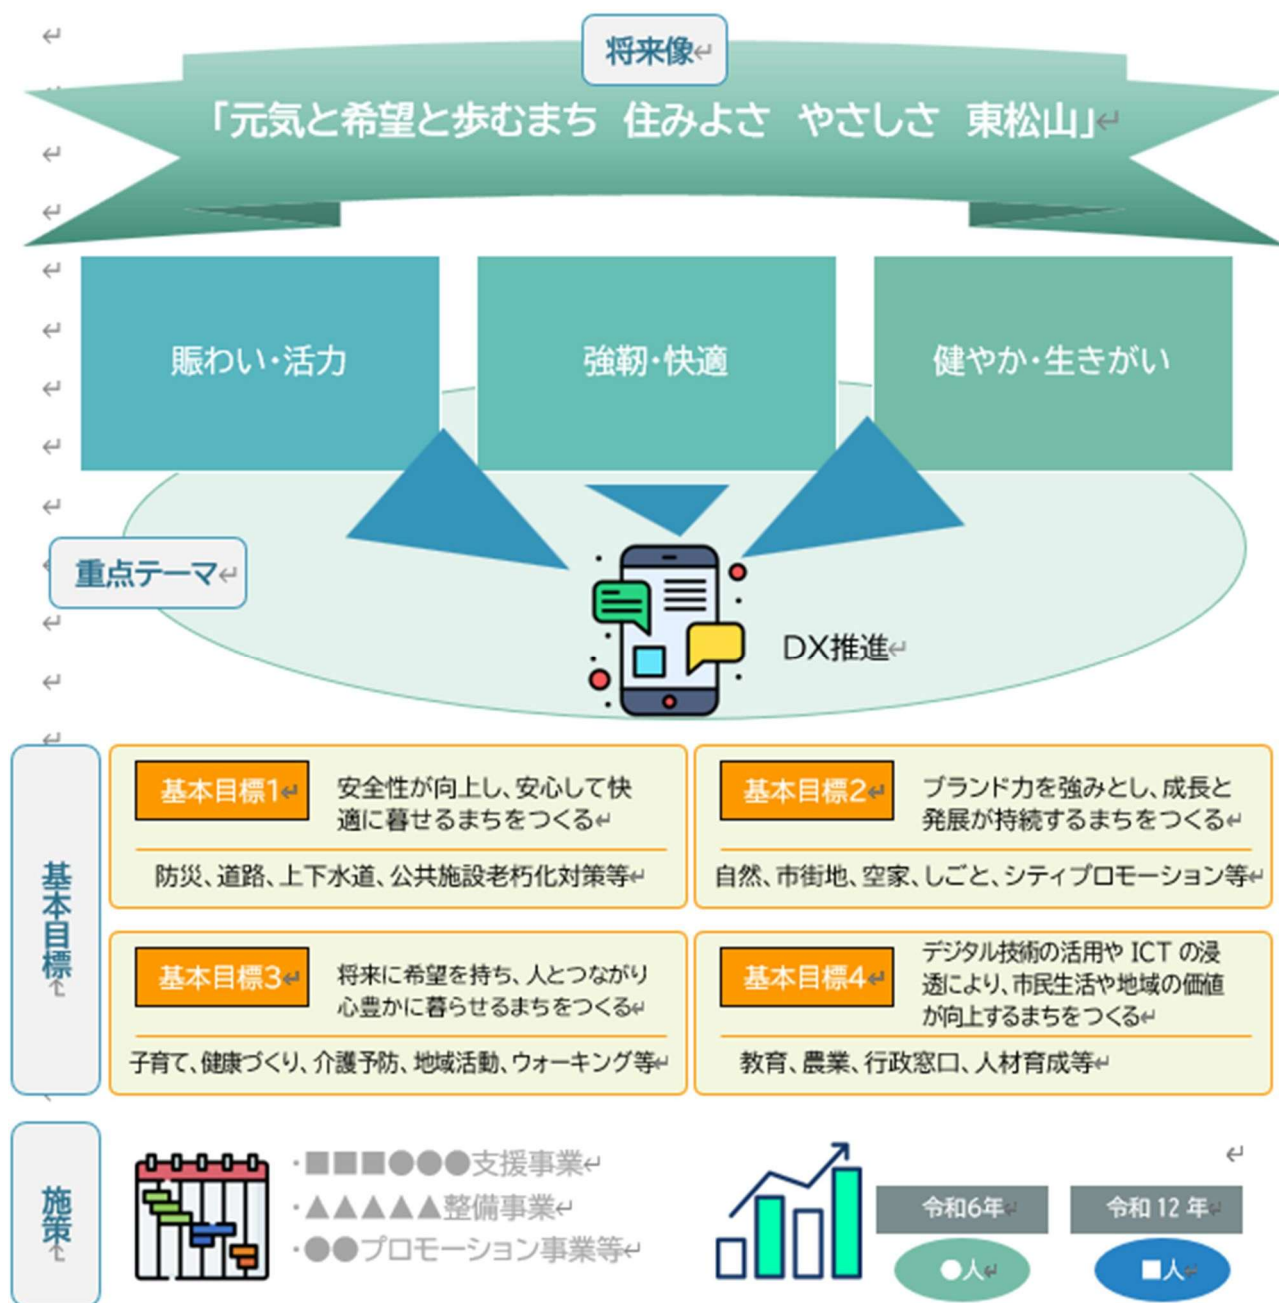 将来像
「元気と希望と歩むまち　住みよさ　やさしさ　東松山」
賑わい・活力
強靭・快適
健やか・生きがい
重点テーマ
DX推進
基本目標
基本目標1
安全性が向上し、安心して快
適に暮せるまちをつくる
防災、道路、上下水道、公共施設老朽化対策等
基本目標2
ブランド力を強みとし、成長と
発展が持続するまちをつくる
自然、市街地、空家、しごと、シティプロモーション等
基本目標3
将来に希望を持ち、人とつながり
心豊かに暮らせるまちをつくる
子育て、健康づくり、介護予防、地域活動、ウォーキング等
基本目標4
デジタル技術の活用や ICT の浸
透により、市民生活や地域の価値
が向上するまちをつくる
教育、農業、行政窓口、人材育成等
施策
・■■■●●●支援事業
・▲▲▲▲▲整備事業
・●●プロモーション事業等
令和6年
令和 12 年
●人
■人